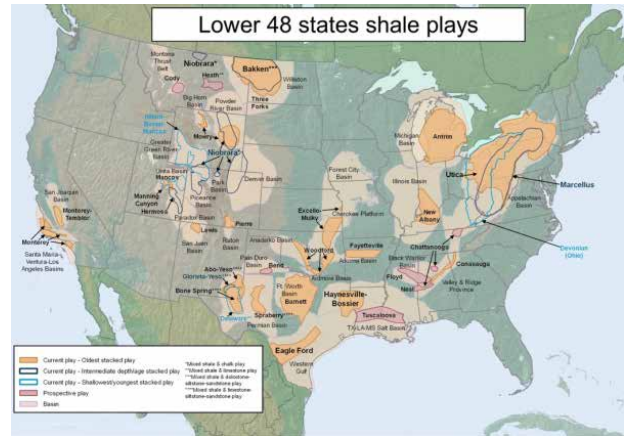 Lower 48 states shale plays
Montana
Thrust
Belt
Niobrara*
Bakken***
Cody
Heath**
Williston
Basin
Big Horn
Basin
Powder
River Basin
Three
Forks
Mowry
Niobrara*
Greater
Green River
Basin
Uinta Basin
Mancos
Park
Basin
Manning
Canyon
Piceance
Basin
Denver Basin
Hermosa
Paradox Basin
Lewis
Pierre
San Juan
Basin
Raton
Basin
San Joaquin
Basin
Monterey-
Temblor
Monterey
Santa Maria-
Ventura-Los
Angeles Basins
Forest City
Basin
Excello-
Mulky
Cherokee Platform
Michigan
Basin
Antrim
Illinois Basin
New
Albany
Utica
Marcellus
Appalachian
Basin
Devonian
(Ohio)
Anadarko Basin
Woodford
Fayetteville
Arkoma Basin
Chattanooga
Black Warrior
Basin
Conasauga
Floyd
Neal
Valley & Ridge
Province
Palo Duro
Basin
Bend
Ardmore Basin
Abo-Yeso
Glorieta-Yeso
Bone Spring
Delaware
Spraberry
Permian Basin
Ft. Worth
Basin
Barnett
Haynesville-
Bossier
Tuscaloosa
TX-LA-MS Salt Basin
Eagle Ford
Western
Gulf
Current play - Oldest stacked play
Current play - Intermediate depth/age stacked play
Current play - Shallowest/youngest stacked play
Prospective play
Basin
*Mixed shale & chalk play
**Mixed shale & limestone play
***Mixed shale & dolostone-
siltstone-sandstone play
****Mixed shale & limestone-
siltstone-sandstone play